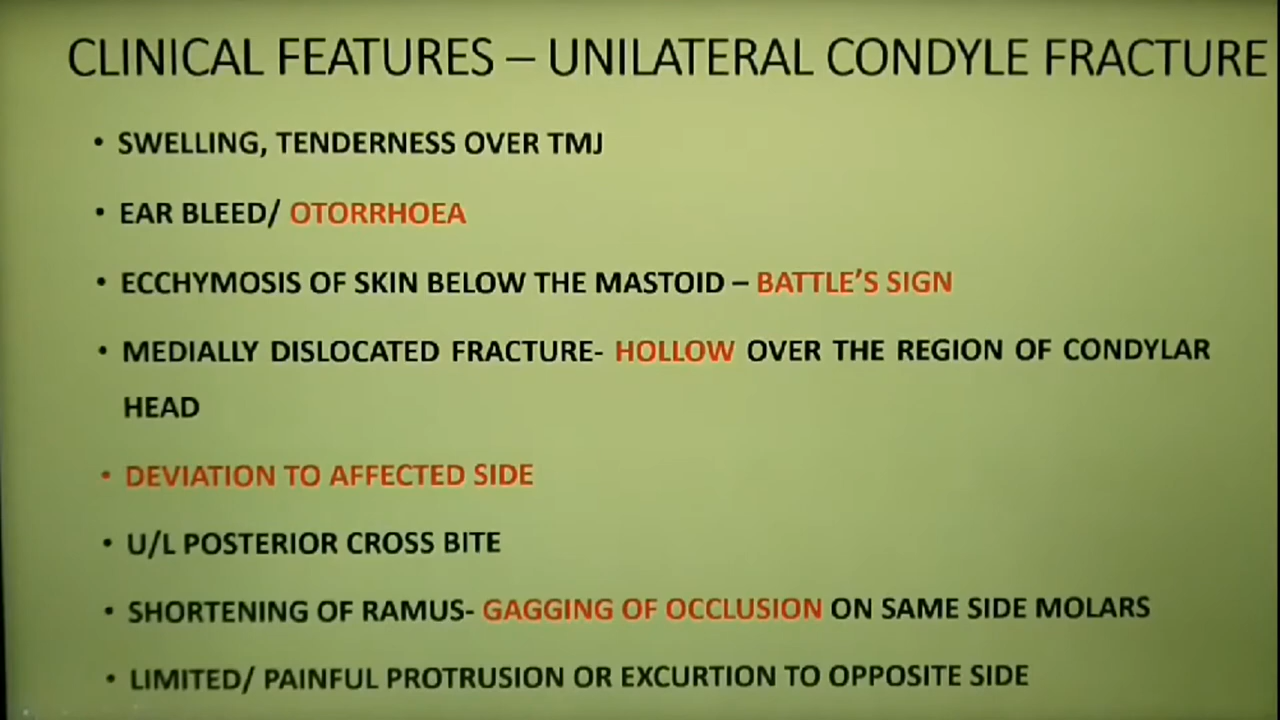 CLINICAL FEATURES – UNILATERAL CONDYLE FRACTURE
• SWELLING, TENDERNESS OVER TMJ
• EAR BLEED/ OTORRHOEA
• ECCHYMOSIS OF SKIN BELOW THE MASTOID – BATTLE'S SIGN
• MEDIALLY DISLOCATED FRACTURE- HOLLOW OVER THE REGION OF CONDYLAR
HEAD
• DEVIATION TO AFFECTED SIDE
• U/L POSTERIOR CROSS BITE
• SHORTENING OF RAMUS- GAGGING OF OCCLUSION ON SAME SIDE MOLARS
• LIMITED/ PAINFUL PROTRUSION OR EXCURTION TO OPPOSITE SIDE